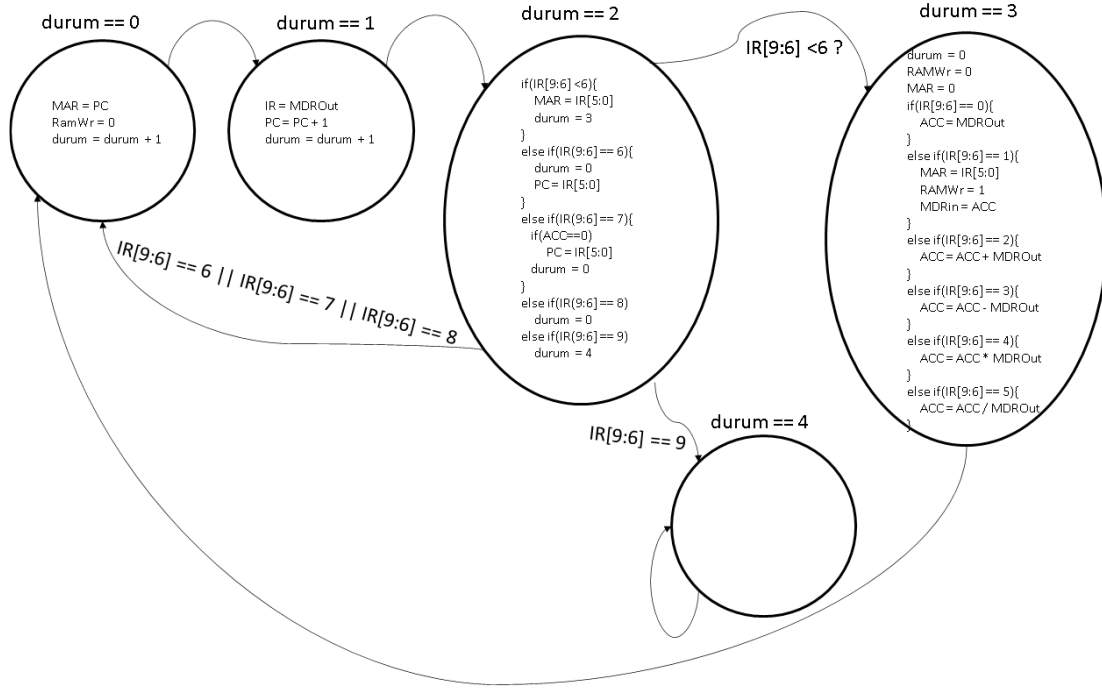 durum == 0
MAR = PC
RamWr = 0
durum = durum + 1
durum == 1
IR = MDROut
PC = PC + 1
durum = durum + 1
durum == 2
if(IR[9:6] <6){
MAR = IR[5:0]
durum = 3
}
else if(IR(9:6] == 6){
durum = 0
PC = IR[5:0]
}
else if(IR(9:6] == 7){
if(ACC==0)
PC = IR[5:0]
durum = 0
}
else if(IR(9:6] == 8)
durum = 0
else if(IR(9:6] == 9)
durum = 4
IR[9:6] <6 ?
durum == 3
durum = 0
RAMWr = 0
MAR = 0
if(IR[9:6] == 0){
ACC = MDROut
}
else if(IR[9:6] == 1){
MAR = IR[5:0]
RAMWr = 1
MDRin = ACC
}
else if(IR[9:6] == 2){
ACC = ACC + MDROut
}
else if(IR[9:6] == 3){
ACC = ACC - MDROut
}
else if(IR[9:6] == 4){
ACC = ACC * MDROut
}
else if(IR[9:6] == 5){
ACC = ACC / MDROut
}
IR[9:6] == 6 || IR[9:6] == 7 || IR[9:6] == 8
IR[9:6] == 9
durum == 4